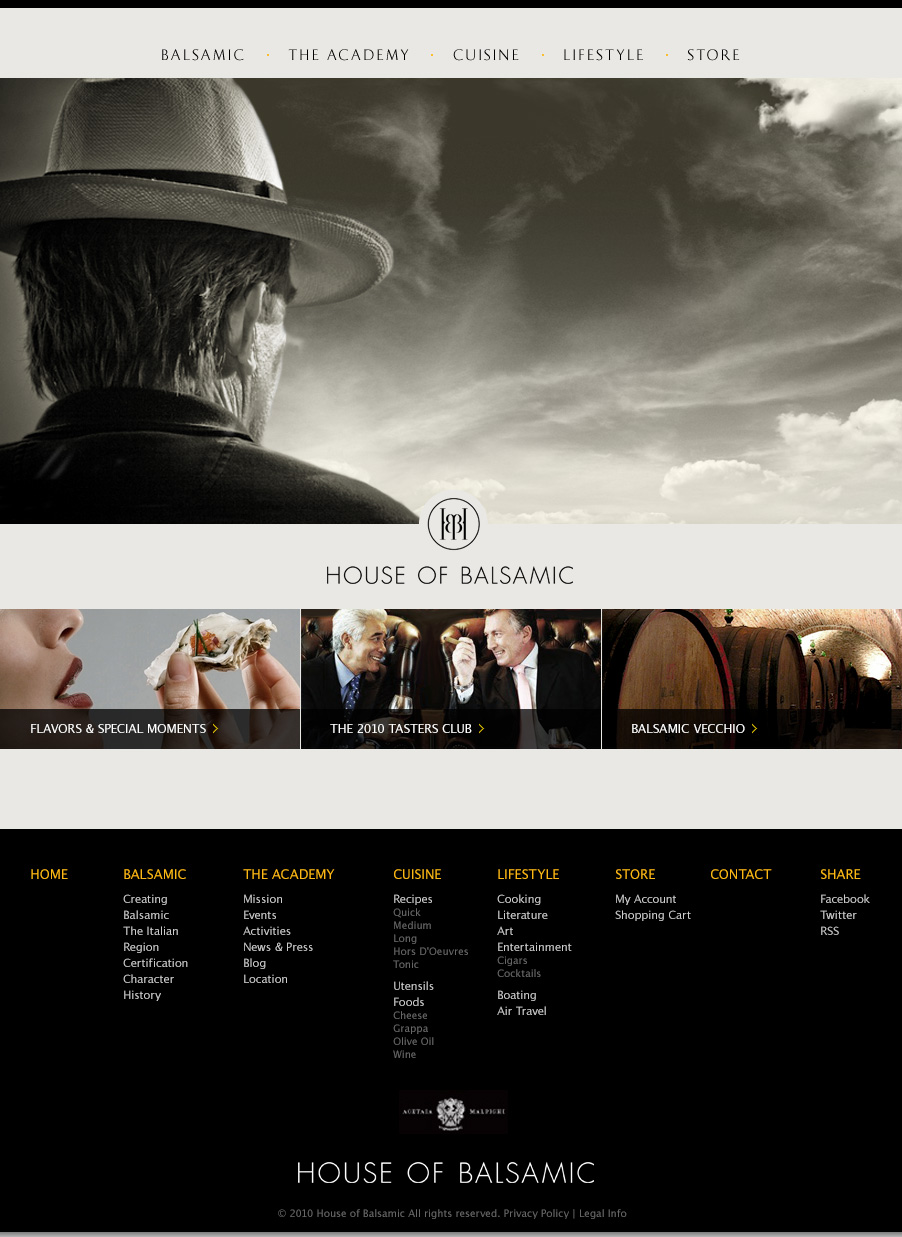 BALSAMIC · THE ACADEMY · CUISINE · LIFESTYLE · STORE
HOUSE OF BALSAMIC
FLAVORS & SPECIAL MOMENTS >
THE 2010 TASTERS CLUB >
BALSAMIC VECCHIO >
HOME
BALSAMIC
Creating
Balsamic
The Italian
Region
Certification
Character
History
THE ACADEMY
Mission
Events
Activities
News & Press
Blog
Location
CUISINE
Recipes
Quick
Medium
Long
Hors D'Oeuvres
Tonic
Utensils
Foods
Cheese
Grappa
Olive Oil
Wine
LIFESTYLE
Cooking
Literature
Art
Entertainment
Cigars
Cocktails
Boating
Air Travel
STORE
My Account
Shopping Cart
CONTACT
SHARE
Facebook
Twitter
RSS
ACETAIA MALPIGHI
HOUSE OF BALSAMIC
© 2010 House of Balsamic All rights reserved. Privacy Policy | Legal Info